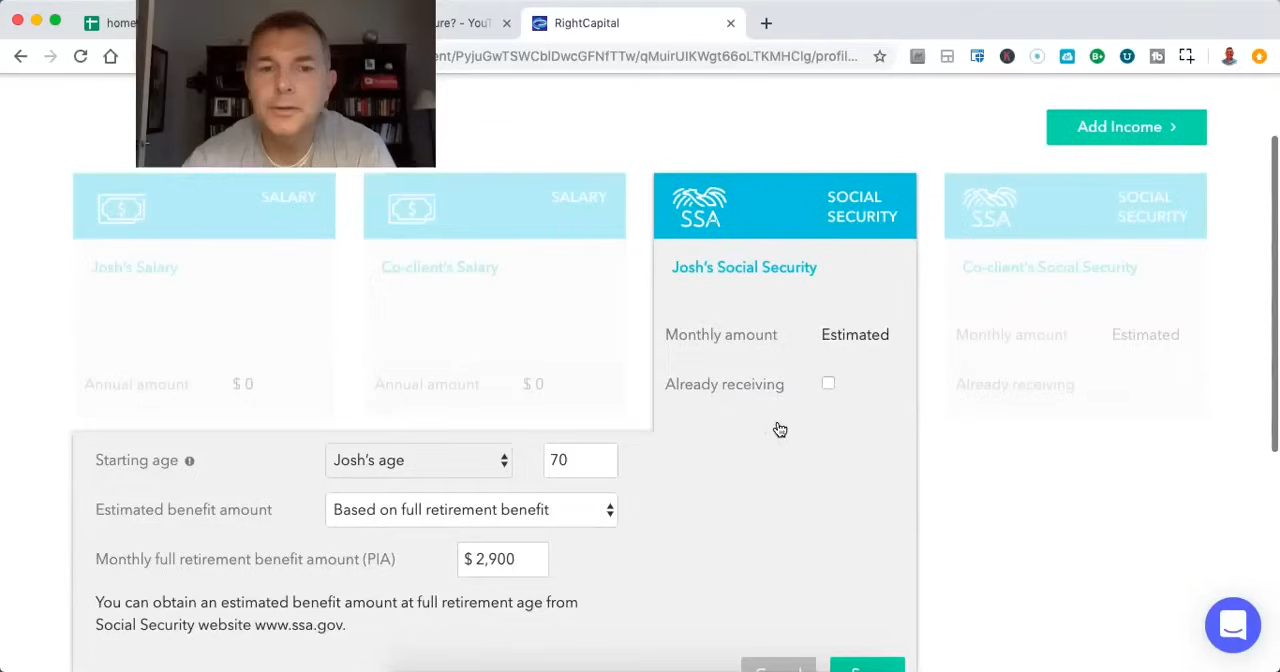 home
ure? - YouT
RightCapital
ent/PyjuGwTSWCblDwcGFNfTTw/qMuirUIKWgt66oLTKMHClg/profil...
Add Income
SALARY
SALARY
SSA
SOCIAL
SECURITY
SSA
SOCIAL
SECURITY
Josh's Salary
Co-client's Salary
Josh's Social Security
Co-client's Social Security
Monthly amount Estimated
Monthly amount Estimated
Annual amount $ 0
Annual amount $ 0
Already receiving
Already receiving
Starting age Josh's age 70
Estimated benefit amount Based on full retirement benefit
Monthly full retirement benefit amount (PIA) $ 2,900
You can obtain an estimated benefit amount at full retirement age from
Social Security website www.ssa.gov.